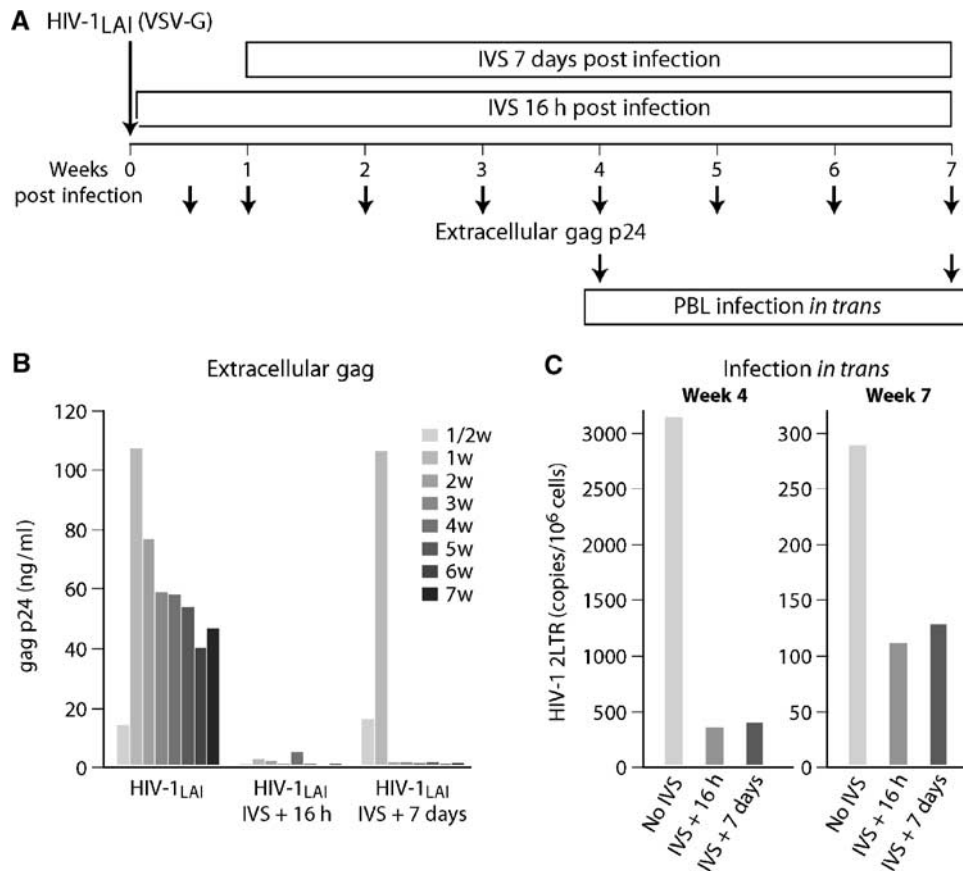 A
HIV-1LAI (VSV-G)
IVS 7 days post infection
IVS 16 h post infection
Weeks post infection
0 1 2 3 4 5 6 7
Extracellular gag p24
PBL infection in trans
B
Extracellular gag
gag p24 (ng/ml)
120
100
80
60
40
20
0
1/2w
1w
2w
3w
4w
5w
6w
7w
HIV-1LAI
HIV-1LAI
IVS + 16 h
HIV-1LAI
IVS + 7 days
C
Infection in trans
Week 4
Week 7
HIV-1 2LTR (copies/10⁶ cells)
3000
2500
2000
1500
1000
500
0
No IVS
IVS + 16 h
IVS + 7 days
300
250
200
150
100
50
0
No IVS
IVS + 16 h
IVS + 7 days